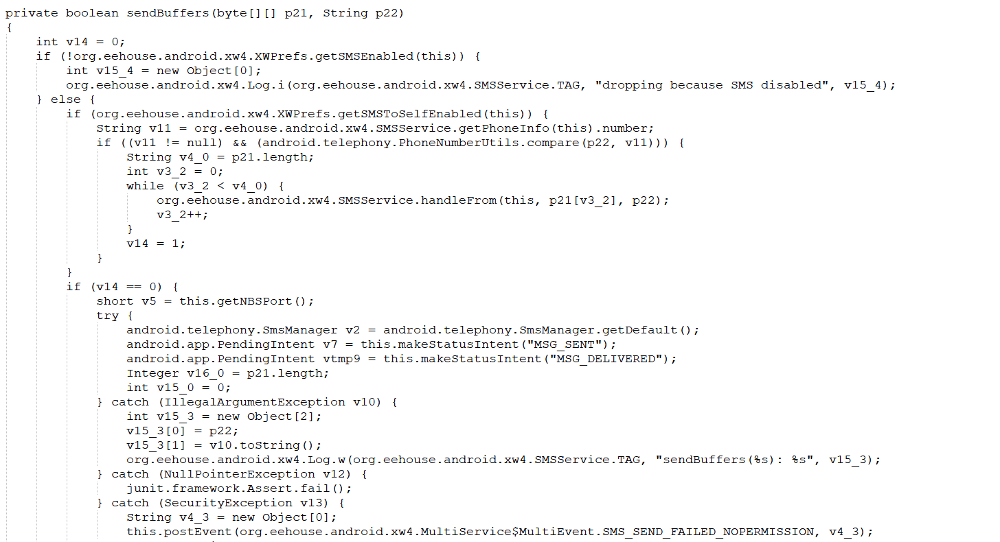 private boolean sendBuffers(byte[][] p21, String p22)
{
    int v14 = 0;
    if (!org.eehouse.android.xw4.XWPrefs.getSMSEnabled(this)) {
        int v15_4 = new Object[0];
        org.eehouse.android.xw4.Log.i(org.eehouse.android.xw4.SMSService.TAG, "dropping because SMS disabled", v15_4);
    } else {
        if (org.eehouse.android.xw4.XWPrefs.getSMSToSelfEnabled(this)) {
            String v11 = org.eehouse.android.xw4.SMSService.getPhoneInfo(this).number;
            if ((v11 != null) && (android.telephony.PhoneNumberUtils.compare(p22, v11))) {
                String v4_0 = p21.length;
                int v3_2 = 0;
                while (v3_2 < v4_0) {
                    org.eehouse.android.xw4.SMSService.handleFrom(this, p21[v3_2], p22);
                    v3_2++;
                }
                v14 = 1;
            }
        }
        if (v14 == 0) {
            short v5 = this.getNBSPort();
            try {
                android.telephony.SmsManager v2 = android.telephony.SmsManager.getDefault();
                android.app.PendingIntent v7 = this.makeStatusIntent("MSG_SENT");
                android.app.PendingIntent vtmp9 = this.makeStatusIntent("MSG_DELIVERED");
                Integer v16_0 = p21.length;
                int v15_0 = 0;
            } catch (IllegalArgumentException v10) {
                int v15_3 = new Object[2];
                v15_3[0] = p22;
                v15_3[1] = v10.toString();
                org.eehouse.android.xw4.Log.w(org.eehouse.android.xw4.SMSService.TAG, "sendBuffers(%s): %s", v15_3);
            } catch (NullPointerException v12) {
                junit.framework.Assert.fail();
            } catch (SecurityException v13) {
                String v4_3 = new Object[0];
                this.postEvent(org.eehouse.android.xw4.MultiService$MultiEvent.SMS_SEND_FAILED_NOPERMISSION, v4_3);